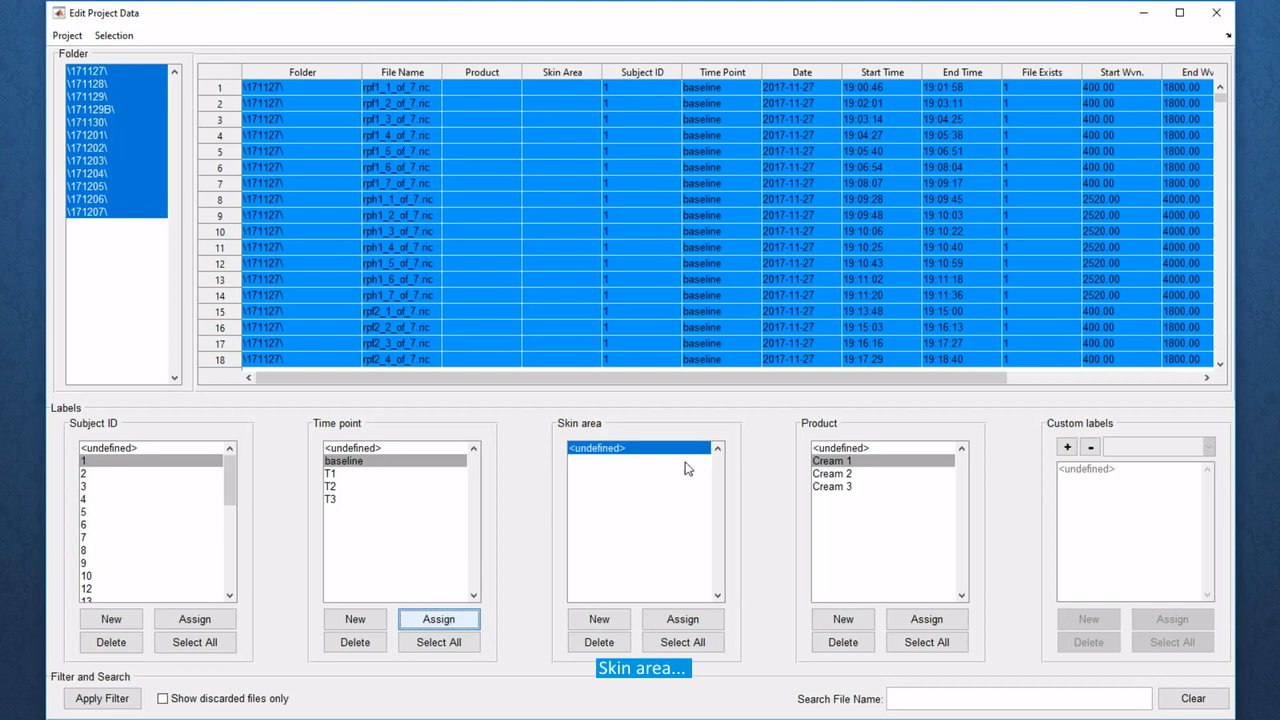 Edit Project Data
Project Selection
Folder
\171127\
\171128\
\171129\
\171129B\
\171130\
\171201\
\171202\
\171203\
\171204\
\171205\
\171206\
\171207\
Folder File Name Product Skin Area Subject ID Time Point Date Start Time End Time File Exists Start Wvn. End Wv
1 \171127\ rpf1_1_of_7.ric 1 baseline 2017-11-27 19:00:46 19:01:58 1 400.00 1800.00
2 \171127\ rpf1_2_of_7.ric 1 baseline 2017-11-27 19:02:01 19:03:11 1 400.00 1800.00
3 \171127\ rpf1_3_of_7.ric 1 baseline 2017-11-27 19:03:14 19:04:25 1 400.00 1800.00
4 \171127\ rpf1_4_of_7.ric 1 baseline 2017-11-27 19:04:27 19:05:38 1 400.00 1800.00
5 \171127\ rpf1_5_of_7.ric 1 baseline 2017-11-27 19:05:40 19:06:51 1 400.00 1800.00
6 \171127\ rpf1_6_of_7.ric 1 baseline 2017-11-27 19:06:54 19:08:04 1 400.00 1800.00
7 \171127\ rpf1_7_of_7.ric 1 baseline 2017-11-27 19:08:07 19:09:17 1 400.00 1800.00
8 \171127\ rph1_1_of_7.ric 1 baseline 2017-11-27 19:09:28 19:09:45 1 2520.00 4000.00
9 \171127\ rph1_2_of_7.ric 1 baseline 2017-11-27 19:09:48 19:10:03 1 2520.00 4000.00
10 \171127\ rph1_3_of_7.ric 1 baseline 2017-11-27 19:10:06 19:10:22 1 2520.00 4000.00
11 \171127\ rph1_4_of_7.ric 1 baseline 2017-11-27 19:10:25 19:10:40 1 2520.00 4000.00
12 \171127\ rph1_5_of_7.ric 1 baseline 2017-11-27 19:10:43 19:10:59 1 2520.00 4000.00
13 \171127\ rph1_6_of_7.ric 1 baseline 2017-11-27 19:11:02 19:11:18 1 2520.00 4000.00
14 \171127\ rph1_7_of_7.ric 1 baseline 2017-11-27 19:11:20 19:11:36 1 2520.00 4000.00
15 \171127\ rpf2_1_of_7.ric 1 baseline 2017-11-27 19:13:48 19:15:00 1 400.00 1800.00
16 \171127\ rpf2_2_of_7.ric 1 baseline 2017-11-27 19:15:03 19:16:13 1 400.00 1800.00
17 \171127\ rpf2_3_of_7.ric 1 baseline 2017-11-27 19:16:16 19:17:27 1 400.00 1800.00
18 \171127\ rpf2_4_of_7.ric 1 baseline 2017-11-27 19:17:29 19:18:40 1 400.00 1800.00
Labels
Subject ID
<undefined>
1
2
3
4
5
6
7
8
9
10
12
13
New Assign
Delete Select All
Time point
<undefined>
baseline
T1
T2
T3
New Assign
Delete Select All
Skin area
<undefined>
New Assign
Delete Select All
Product
<undefined>
Cream 1
Cream 2
Cream 3
New Assign
Delete Select All
Custom labels
+ -
<undefined>
New Assign
Delete Select All
Skin area...
Filter and Search
Apply Filter Show discarded files only Search File Name: Clear